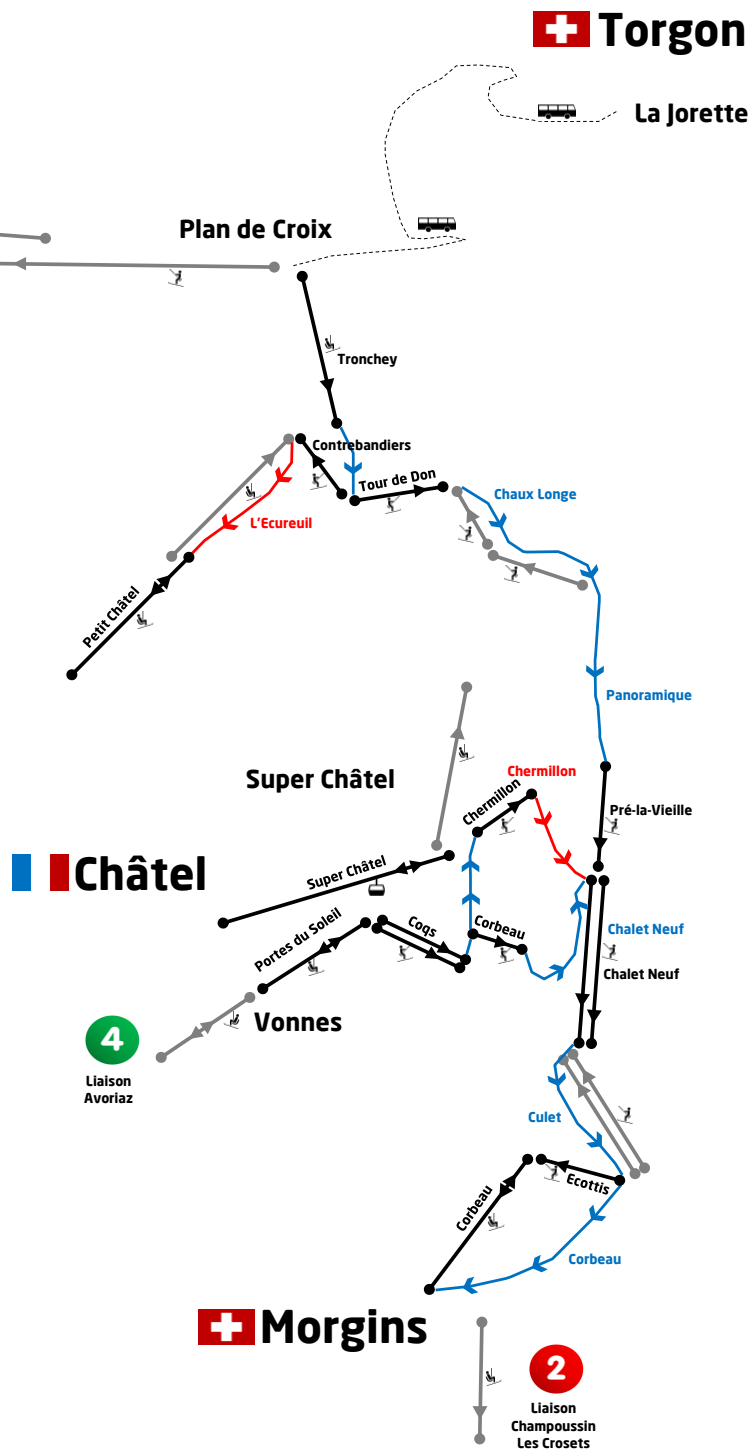 Torgon
La Jorette
Plan de Croix
Tronchey
Contrebandiers
Tour de Don
Chaux Longe
L'Ecureuil
Petit Châtel
Panoramique
Super Châtel
Chermillon
Chermillon
Pré-la-Vieille
Châtel
Super Châtel
Portes du Soleil
Coqs
Corbeau
Chalet Neuf
Chalet Neuf
4
Vonnes
Liaison
Avoriaz
Culet
Ecottis
Corbeau
Corbeau
Morgins
2
Liaison
Champoussin
Les Crosets